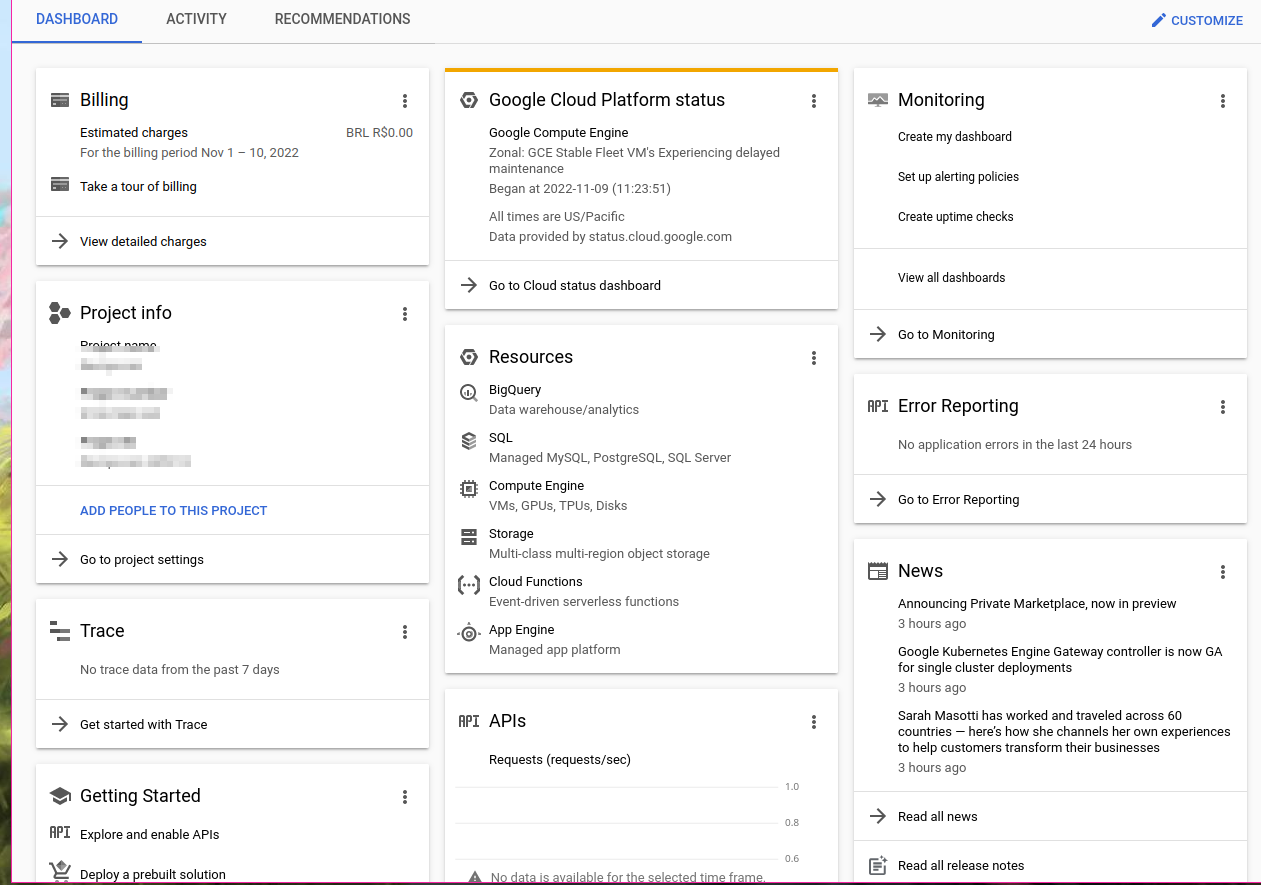 DASHBOARD
ACTIVITY
RECOMMENDATIONS
CUSTOMIZE
Billing
Estimated charges
BRL R$0.00
For the billing period Nov 1 – 10, 2022
Take a tour of billing
View detailed charges
Project info
Project name
ADD PEOPLE TO THIS PROJECT
Go to project settings
Trace
No trace data from the past 7 days
Get started with Trace
Getting Started
API
Explore and enable APIs
Deploy a prebuilt solution
Google Cloud Platform status
Google Compute Engine
Zonal: GCE Stable Fleet VM's Experiencing delayed
maintenance
Began at 2022-11-09 (11:23:51)
All times are US/Pacific
Data provided by status.cloud.google.com
Go to Cloud status dashboard
Resources
BigQuery
Data warehouse/analytics
SQL
Managed MySQL, PostgreSQL, SQL Server
Compute Engine
VMs, GPUs, TPUs, Disks
Storage
Multi-class multi-region object storage
Cloud Functions
Event-driven serverless functions
App Engine
Managed app platform
API
APIs
Requests (requests/sec)
1.0
0.8
0.6
No data is available for the selected time frame.
Monitoring
Create my dashboard
Set up alerting policies
Create uptime checks
View all dashboards
Go to Monitoring
API
Error Reporting
No application errors in the last 24 hours
Go to Error Reporting
News
Announcing Private Marketplace, now in preview
3 hours ago
Google Kubernetes Engine Gateway controller is now GA
for single cluster deployments
3 hours ago
Sarah Masotti has worked and traveled across 60
countries — here's how she channels her own experiences
to help customers transform their businesses
3 hours ago
Read all news
Read all release notes